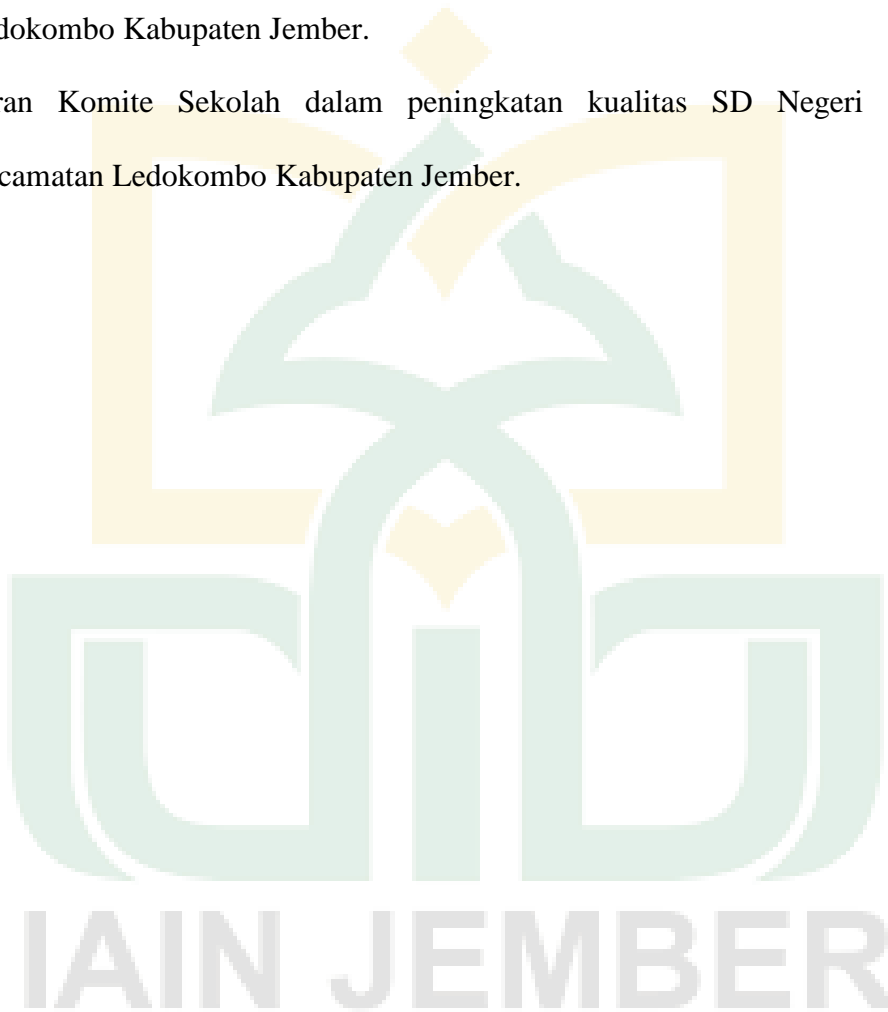 dokombo Kabupaten Jember.
ran Komite Sekolah dalam peningkatan kualitas SD Negeri
camatan Ledokombo Kabupaten Jember.
IAIN JEMBER